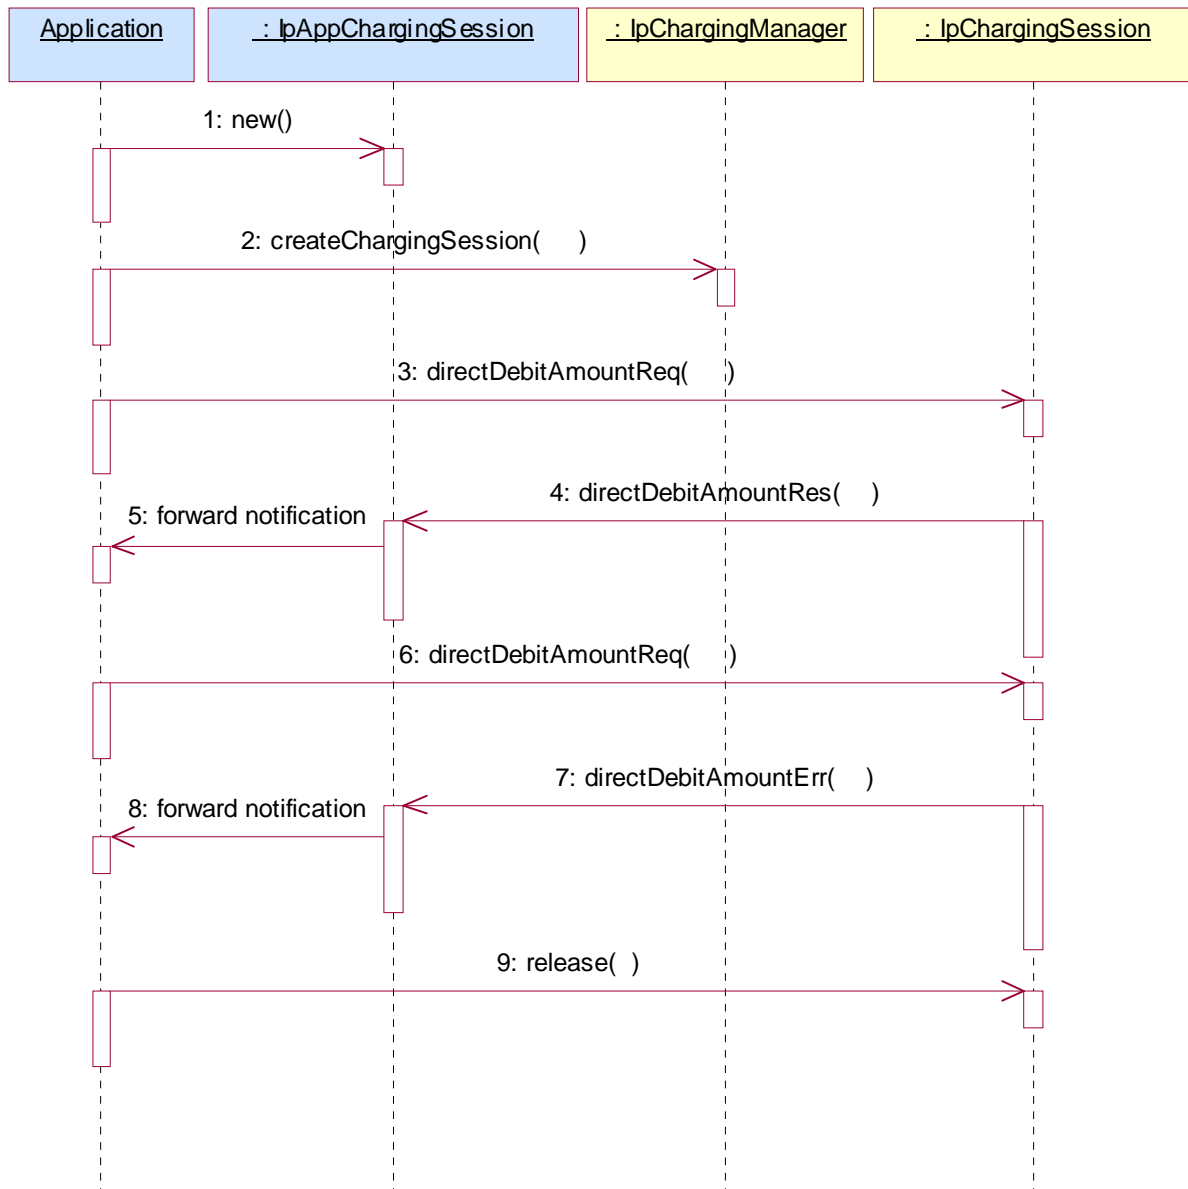 Application
: IpAppChargingSession
: IpChargingManager
: IpChargingSession
1: new()
2: createChargingSession( )
3: directDebitAmountReq( )
4: directDebitAmountRes( )
5: forward notification
6: directDebitAmountReq( )
7: directDebitAmountErr( )
8: forward notification
9: release( )